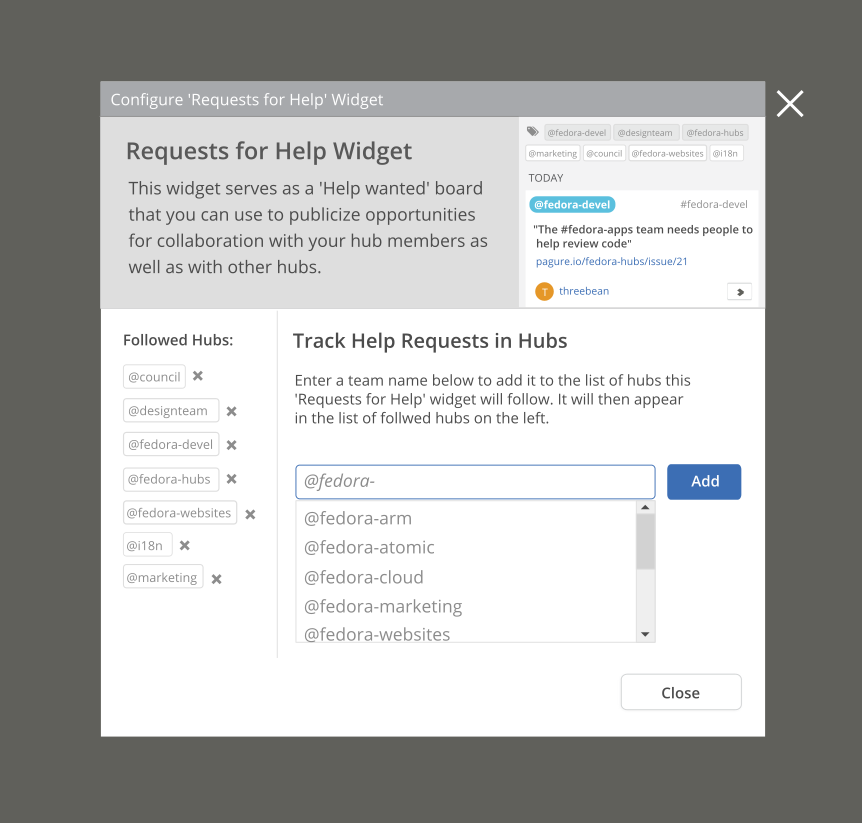 Configure 'Requests for Help' Widget
Requests for Help Widget
This widget serves as a 'Help wanted' board
that you can use to publicize opportunities
for collaboration with your hub members as
well as with other hubs.
@fedora-devel @designteam @fedora-hubs
@marketing @council @fedora-websites @i18n
TODAY
@fedora-devel #fedora-devel
"The #fedora-apps team needs people to
help review code"
pagure.io/fedora-hubs/issue/21
T threebean
Followed Hubs:
@council
@designteam
@fedora-devel
@fedora-hubs
@fedora-websites
@i18n
@marketing
Track Help Requests in Hubs
Enter a team name below to add it to the list of hubs this
'Requests for Help' widget will follow. It will then appear
in the list of follwed hubs on the left.
@fedora- Add
@fedora-arm
@fedora-atomic
@fedora-cloud
@fedora-marketing
@fedora-websites
Close